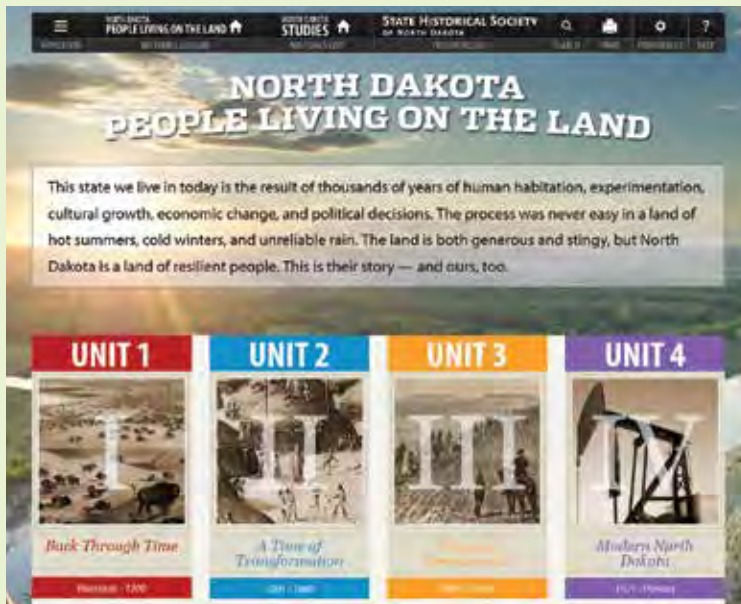 NORTH DAKOTA
PEOPLE LIVING ON THE LAND
NORTH DAKOTA
STUDIES
STATE HISTORICAL SOCIETY
OF NORTH DAKOTA
?
NORTH DAKOTA
PEOPLE LIVING ON THE LAND
This state we live in today is the result of thousands of years of human habitation, experimentation,
cultural growth, economic change, and political decisions. The process was never easy in a land of
hot summers, cold winters, and unreliable rain. The land is both generous and stingy, but North
Dakota is a land of resilient people. This is their story — and ours, too.
UNIT 1
UNIT 2
UNIT 3
UNIT 4
I
II
III
IV
Back Through Time
A Time of
Transformation
Modern North
Dakota